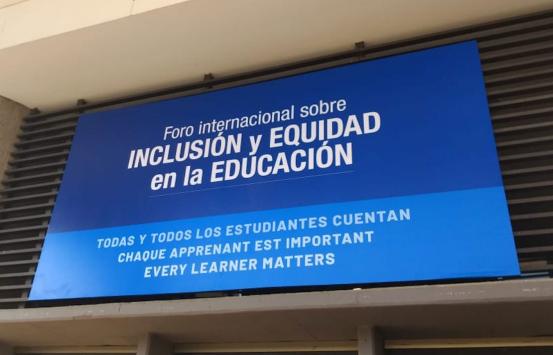 Foro internacional sobre
INCLUSIÓN y EQUIDAD
en la EDUCACIÓN
TODAS Y TODOS LOS ESTUDIANTES CUENTAN
CHAQUE APPRENANT EST IMPORTANT
EVERY LEARNER MATTERS